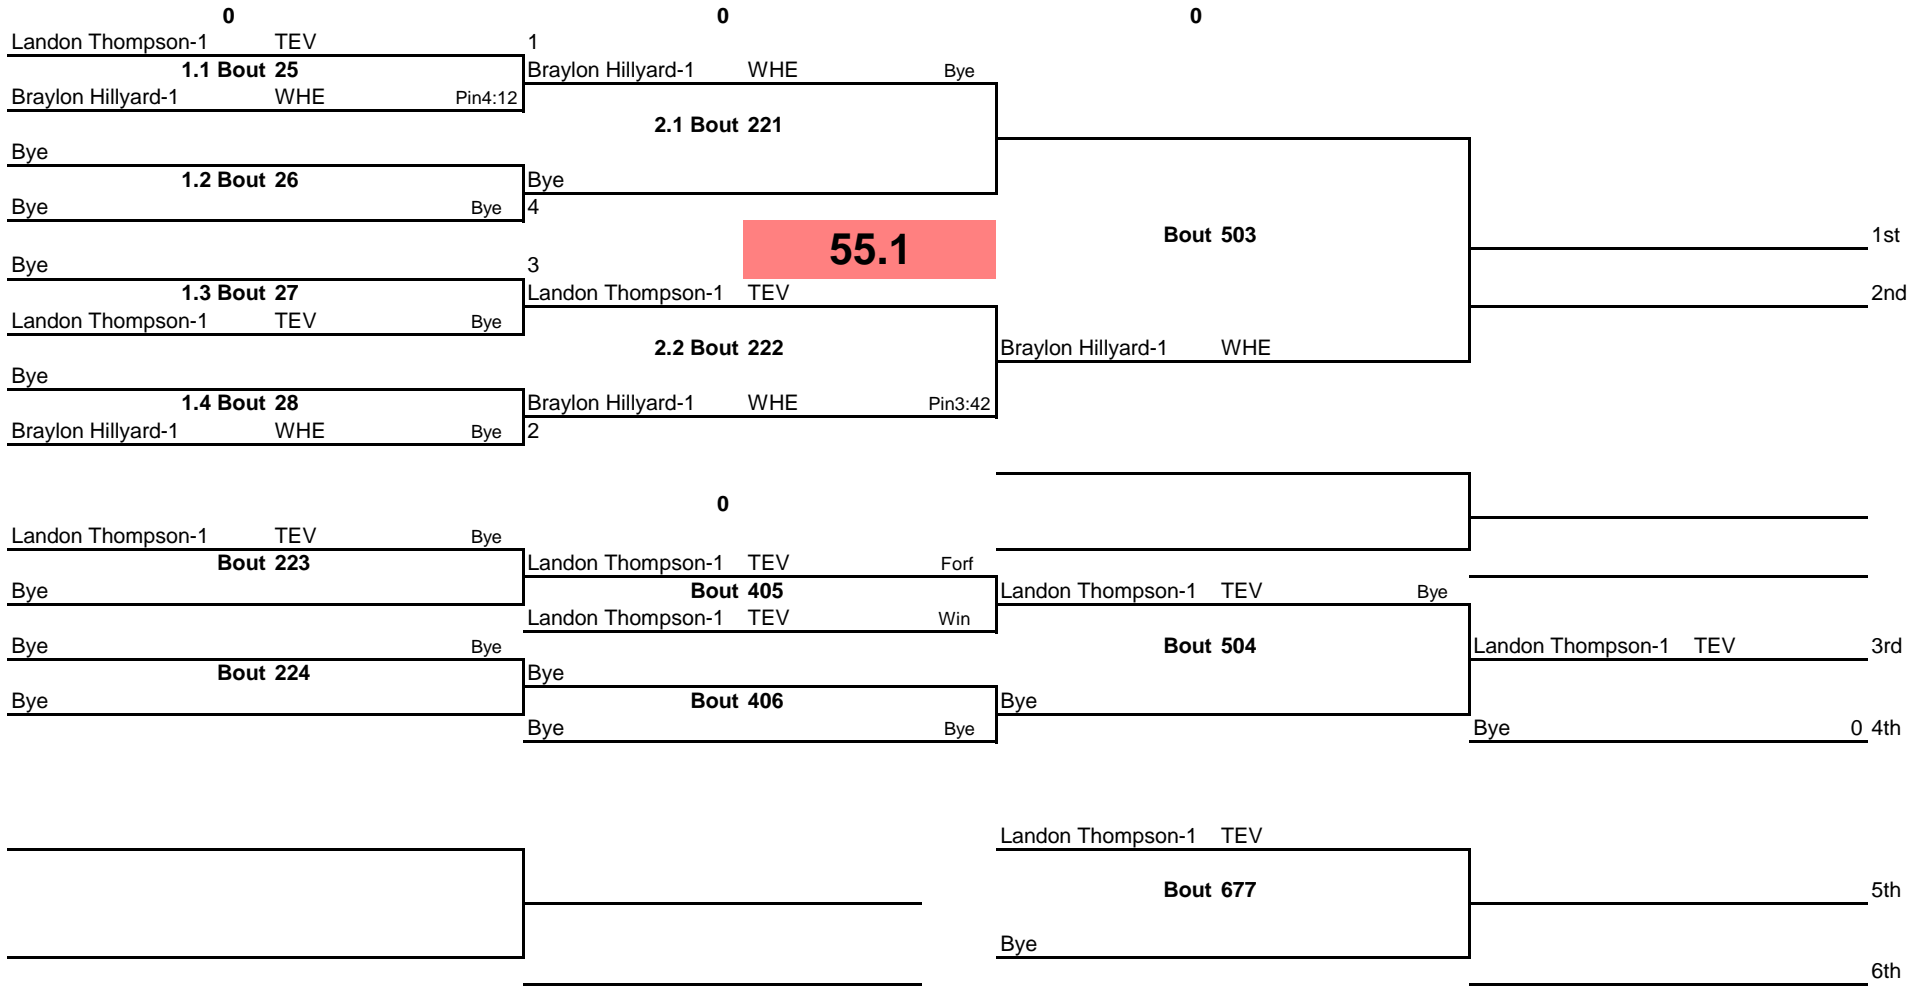 0 0 0
Landon Thompson-1 TEV 1
1.1 Bout 25 Braylon Hillyard-1 WHE Bye
Braylon Hillyard-1 WHE Pin4:12
2.1 Bout 221
Bye
1.2 Bout 26 Bye
Bye Bye 4
55.1 Bout 503 1st
Bye 3
1.3 Bout 27 Landon Thompson-1 TEV 2nd
Landon Thompson-1 TEV Bye
2.2 Bout 222 Braylon Hillyard-1 WHE
Bye
1.4 Bout 28 Braylon Hillyard-1 WHE Pin3:42
Braylon Hillyard-1 WHE Bye 2
0
Landon Thompson-1 TEV Bye
Bout 223 Landon Thompson-1 TEV Forf
Bye Bout 405 Landon Thompson-1 TEV Bye
Landon Thompson-1 TEV Win
Bye Bye Bout 504 Landon Thompson-1 TEV 3rd
Bout 224 Bye
Bye Bout 406 Bye
Bye Bye Bye 0 4th
Landon Thompson-1 TEV
Bout 677 5th
Bye
6th